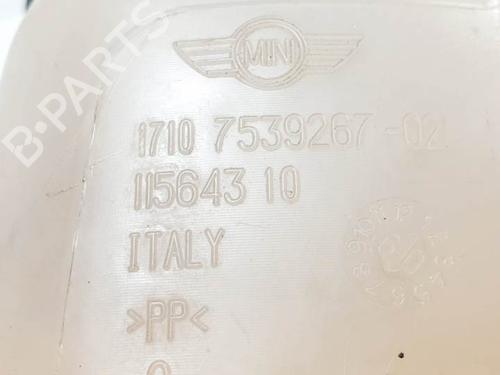 B-PARTS
MINI
1710 7539267-02
115643 10
ITALY
>PP<